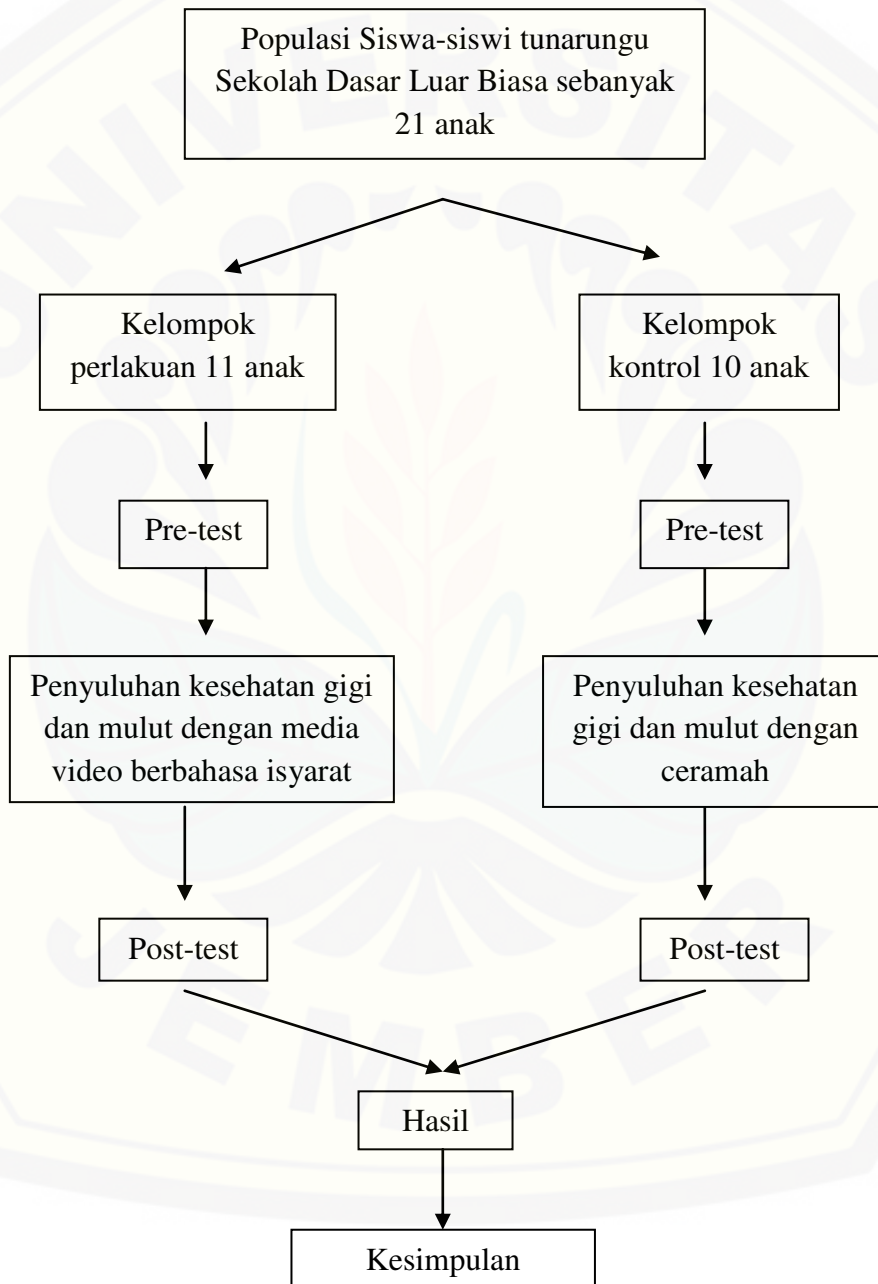 Populasi Siswa-siswi tunarungu
Sekolah Dasar Luar Biasa sebanyak
21 anak
Kelompok
perlakuan 11 anak
Kelompok
kontrol 10 anak
Pre-test
Pre-test
Penyuluhan kesehatan gigi
dan mulut dengan media
video berbahasa isyarat
Penyuluhan kesehatan
gigi dan mulut dengan
ceramah
Post-test
Post-test
Hasil
Kesimpulan
UNIVERSITAS
JEMBER